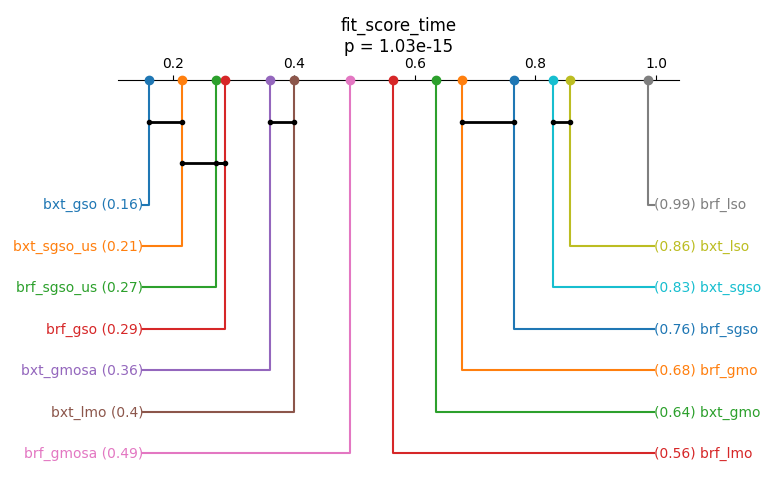 fit_score_time
p = 1.03e-15
0.2 0.4 0.6 0.8 1.0
bxt_gso (0.16) (0.99) brf_lso
bxt_sgso_us (0.21) (0.86) bxt_lso
brf_sgso_us (0.27) (0.83) bxt_sgso
brf_gso (0.29) (0.76) brf_sgso
bxt_gmosa (0.36) (0.68) brf_gmo
bxt_lmo (0.4) (0.64) bxt_gmo
brf_gmosa (0.49) (0.56) brf_lmo